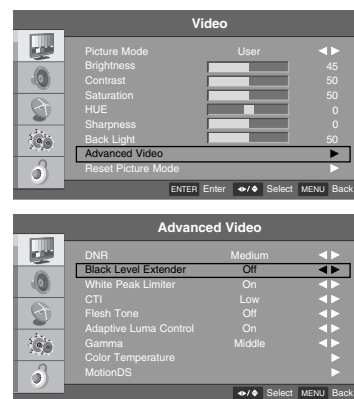 Video
Picture Mode User
Brightness 45
Contrast 50
Saturation 50
HUE 0
Sharpness 0
Back Light 50
Advanced Video
Reset Picture Mode
ENTER Enter Select MENU Back
Advanced Video
DNR Medium
Black Level Extender Off
White Peak Limiter On
CTI Low
Flesh Tone Off
Adaptive Luma Control On
Gamma Middle
Color Temperature
MotionDS
Select MENU Back